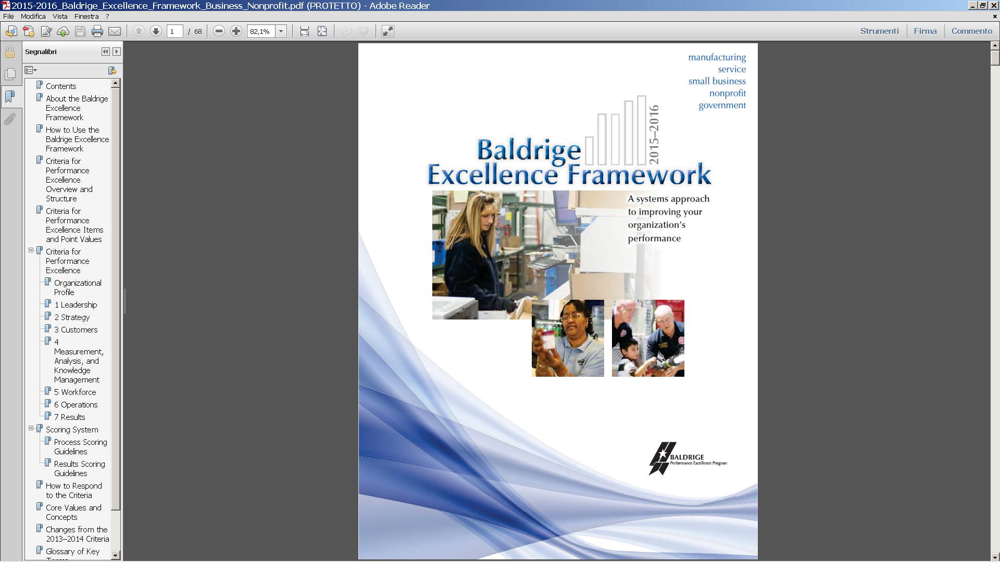 2015-2016_Baldrige_Excellence_Framework_Business_Nonprofit.pdf (PROTETTO) - Adobe Reader
File Modifica Vista Finestra ?
1 / 68 82,1%
Strumenti Firma Commento
Segnalibri
Contents
About the Baldrige
Excellence
Framework
How to Use the
Baldrige Excellence
Framework
Criteria for
Performance
Excellence
Overview and
Structure
Criteria for
Performance
Excellence Items
and Point Values
Criteria for
Performance
Excellence
Organizational
Profile
1 Leadership
2 Strategy
3 Customers
4
Measurement,
Analysis, and
Knowledge
Management
5 Workforce
6 Operations
7 Results
Scoring System
Process Scoring
Guidelines
Results Scoring
Guidelines
How to Respond
to the Criteria
Core Values and
Concepts
Changes from the
2013–2014 Criteria
Glossary of Key
manufacturing
service
small business
nonprofit
government
2015–2016
Baldrige
Excellence Framework
A systems approach
to improving your
organization's
performance
BALDRIGE
Performance Excellence Program